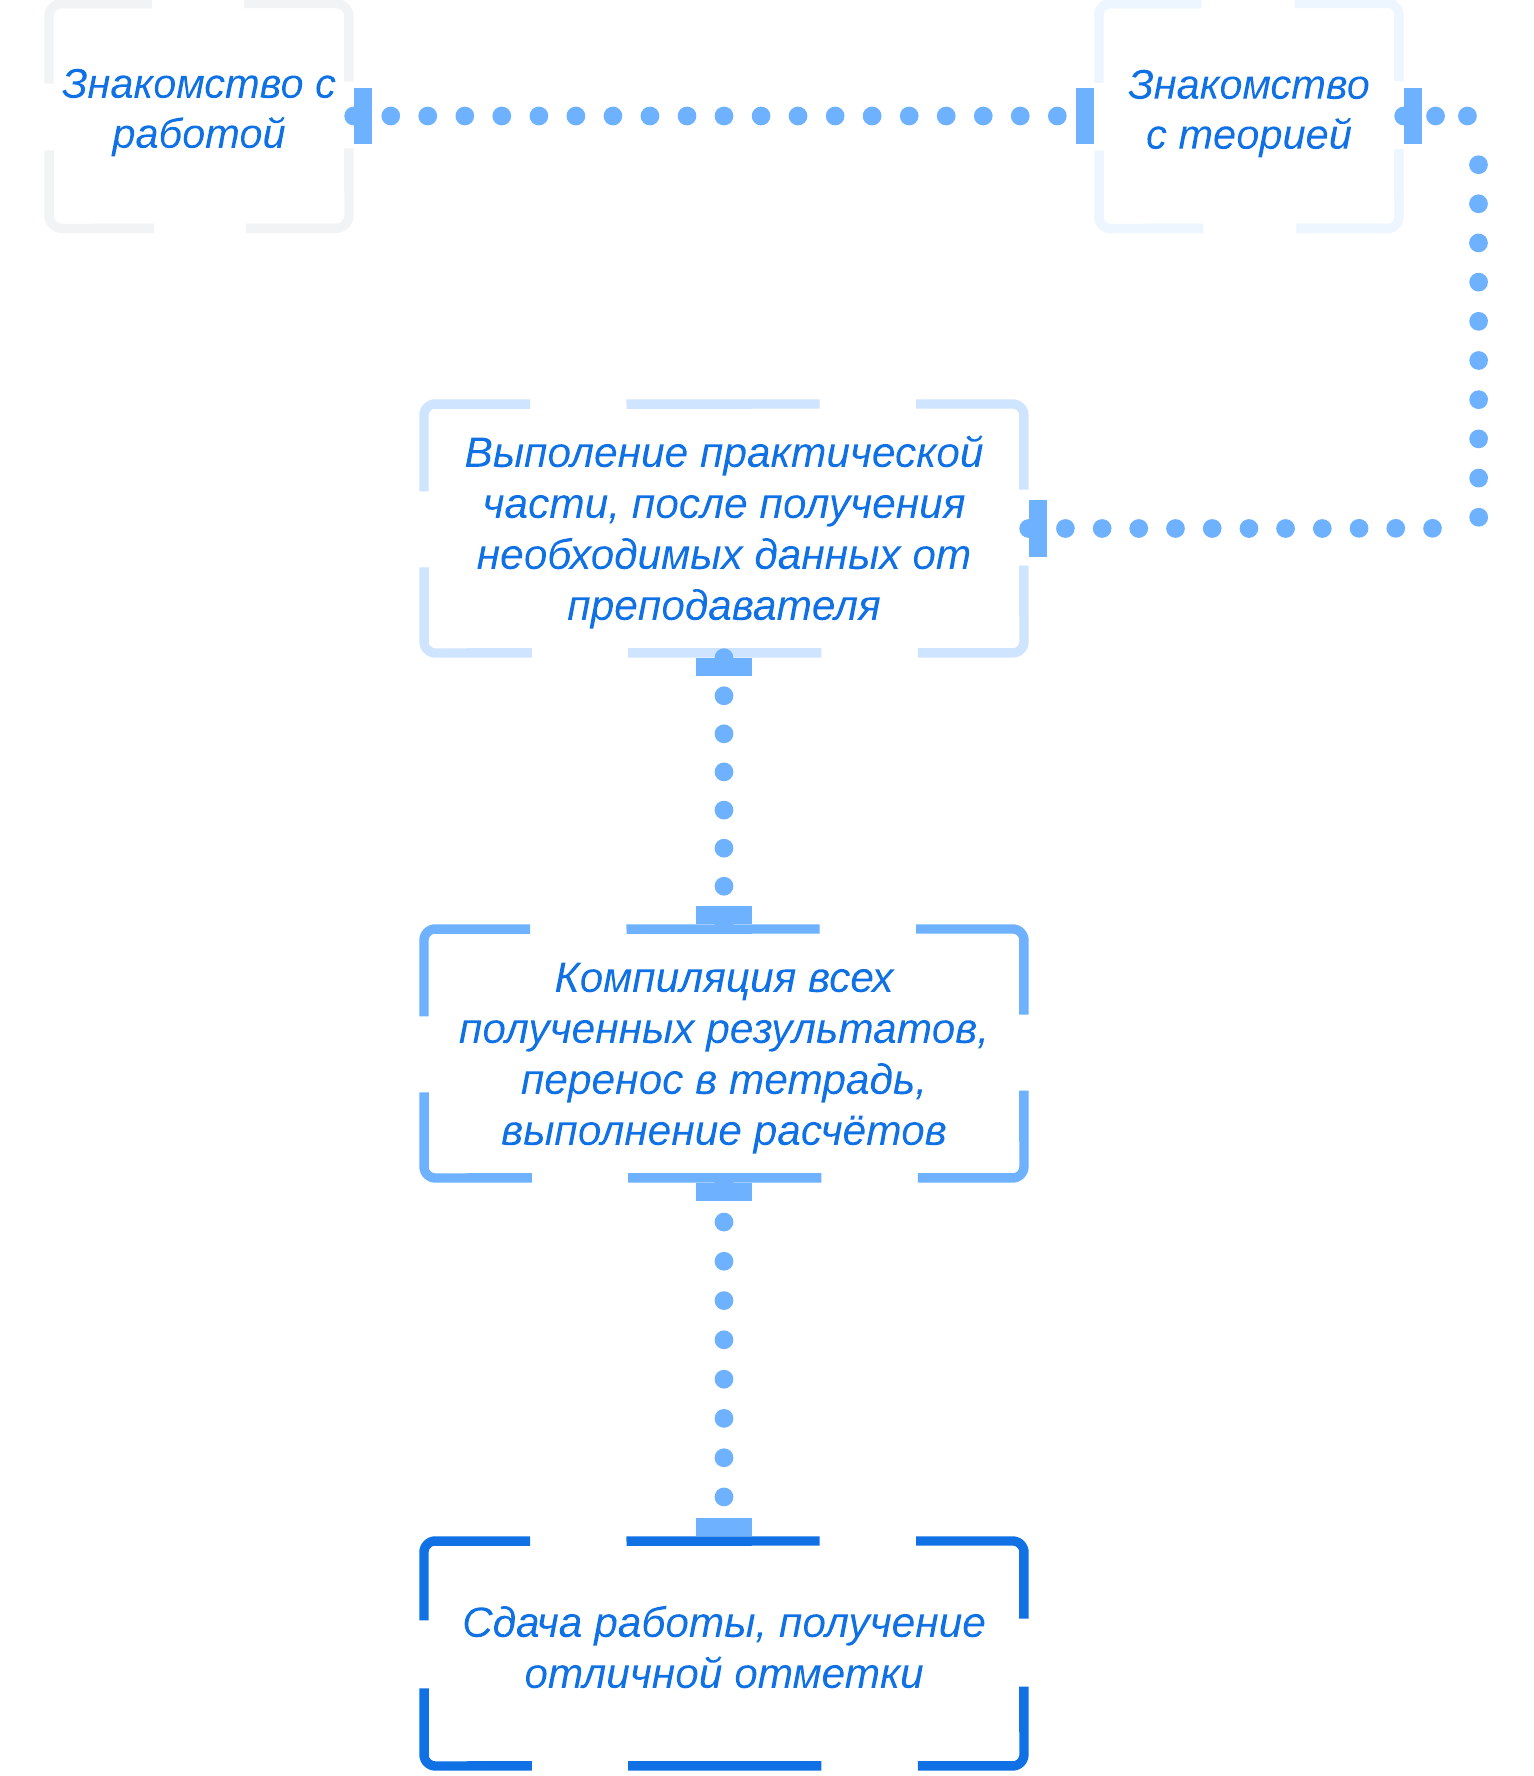 Знакомство с
работой
Знакомство
с теорией
Выполение практической
части, после получения
необходимых данных от
преподавателя
Компиляция всех
полученных результатов,
перенос в тетрадь,
выполнение расчётов
Сдача работы, получение
отличной отметки